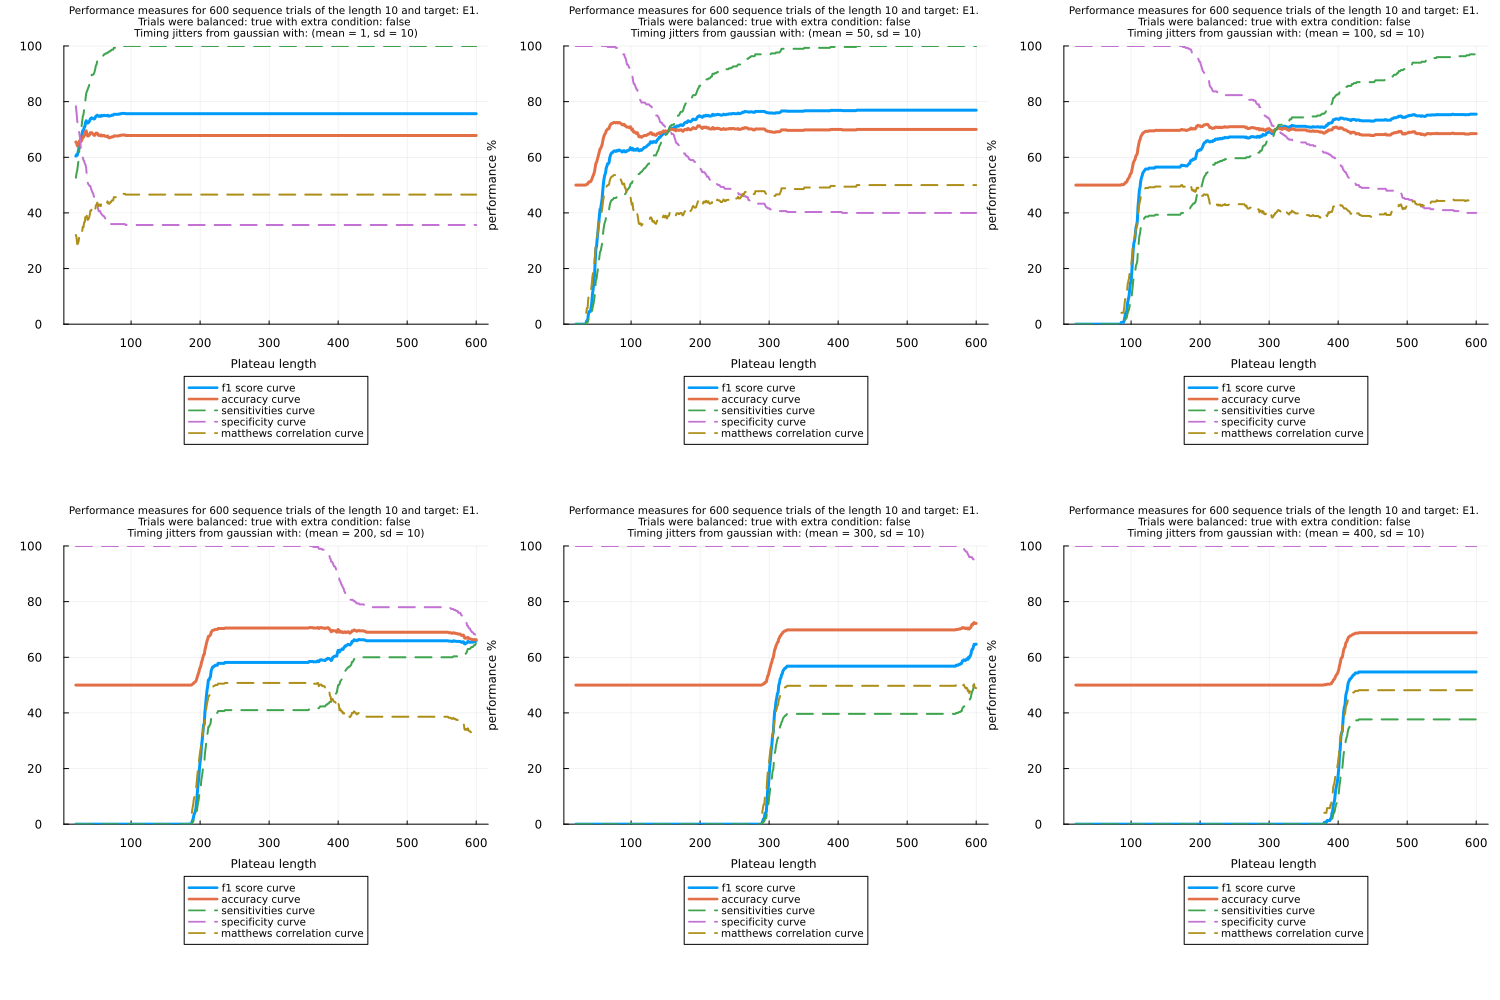 Performance measures for 600 sequence trials of the length 10 and target: E1.
Trials were balanced: true with extra condition: false
Timing jitters from gaussian with: (mean = 1, sd = 10)
100
80
60
40
20
0
100 200 300 400 500 600
Plateau length
f1 score curve
accuracy curve
sensitivities curve
specificity curve
matthews correlation curve
Performance measures for 600 sequence trials of the length 10 and target: E1.
Trials were balanced: true with extra condition: false
Timing jitters from gaussian with: (mean = 50, sd = 10)
performance %
100
80
60
40
20
0
100 200 300 400 500 600
Plateau length
f1 score curve
accuracy curve
sensitivities curve
specificity curve
matthews correlation curve
Performance measures for 600 sequence trials of the length 10 and target: E1.
Trials were balanced: true with extra condition: false
Timing jitters from gaussian with: (mean = 100, sd = 10)
performance %
100
80
60
40
20
0
100 200 300 400 500 600
Plateau length
f1 score curve
accuracy curve
sensitivities curve
specificity curve
matthews correlation curve
Performance measures for 600 sequence trials of the length 10 and target: E1.
Trials were balanced: true with extra condition: false
Timing jitters from gaussian with: (mean = 200, sd = 10)
100
80
60
40
20
0
100 200 300 400 500 600
Plateau length
f1 score curve
accuracy curve
sensitivities curve
specificity curve
matthews correlation curve
Performance measures for 600 sequence trials of the length 10 and target: E1.
Trials were balanced: true with extra condition: false
Timing jitters from gaussian with: (mean = 300, sd = 10)
performance %
100
80
60
40
20
0
100 200 300 400 500 600
Plateau length
f1 score curve
accuracy curve
sensitivities curve
specificity curve
matthews correlation curve
Performance measures for 600 sequence trials of the length 10 and target: E1.
Trials were balanced: true with extra condition: false
Timing jitters from gaussian with: (mean = 400, sd = 10)
performance %
100
80
60
40
20
0
100 200 300 400 500 600
Plateau length
f1 score curve
accuracy curve
sensitivities curve
specificity curve
matthews correlation curve